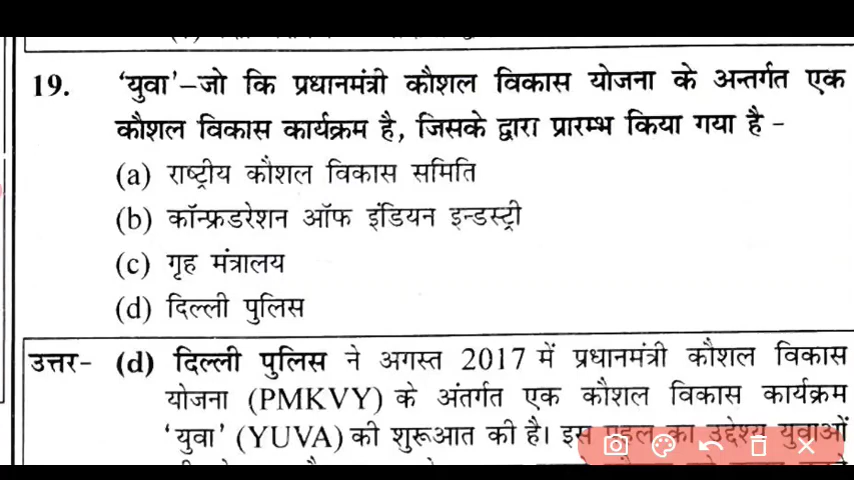 19. 'युवा'–जो कि प्रधानमंत्री कौशल विकास योजना के अन्तर्गत एक
कौशल विकास कार्यक्रम है, जिसके द्वारा प्रारम्भ किया गया है –
(a) राष्ट्रीय कौशल विकास समिति
(b) कॉन्फ्रडरेशन ऑफ इंडियन इन्डस्ट्री
(c) गृह मंत्रालय
(d) दिल्ली पुलिस
उत्तर– (d) दिल्ली पुलिस ने अगस्त 2017 में प्रधानमंत्री कौशल विकास
योजना (PMKVY) के अंतर्गत एक कौशल विकास कार्यक्रम
'युवा' (YUVA) की शुरूआत की है। इस पहल का उद्देश्य युवाओं